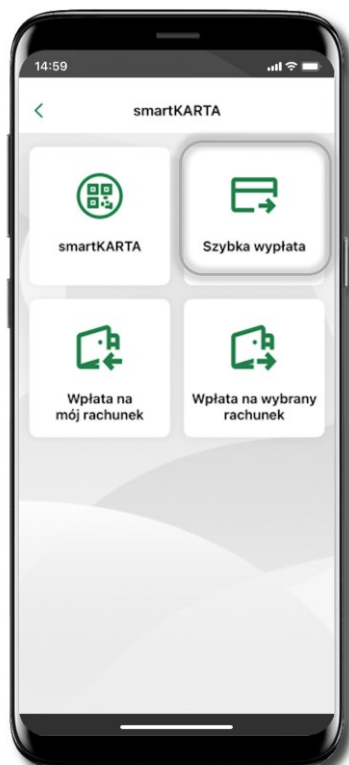 14:59
smartKARTA
smartKARTA
Szybka wypłata
Wpłata na
mój rachunek
Wpłata na wybrany
rachunek